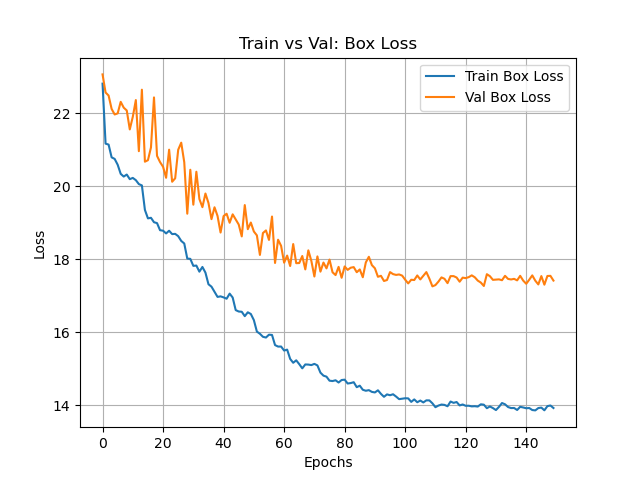 Train vs Val: Box Loss
Train Box Loss
Val Box Loss
Loss
22
20
18
16
14
0 20 40 60 80 100 120 140
Epochs